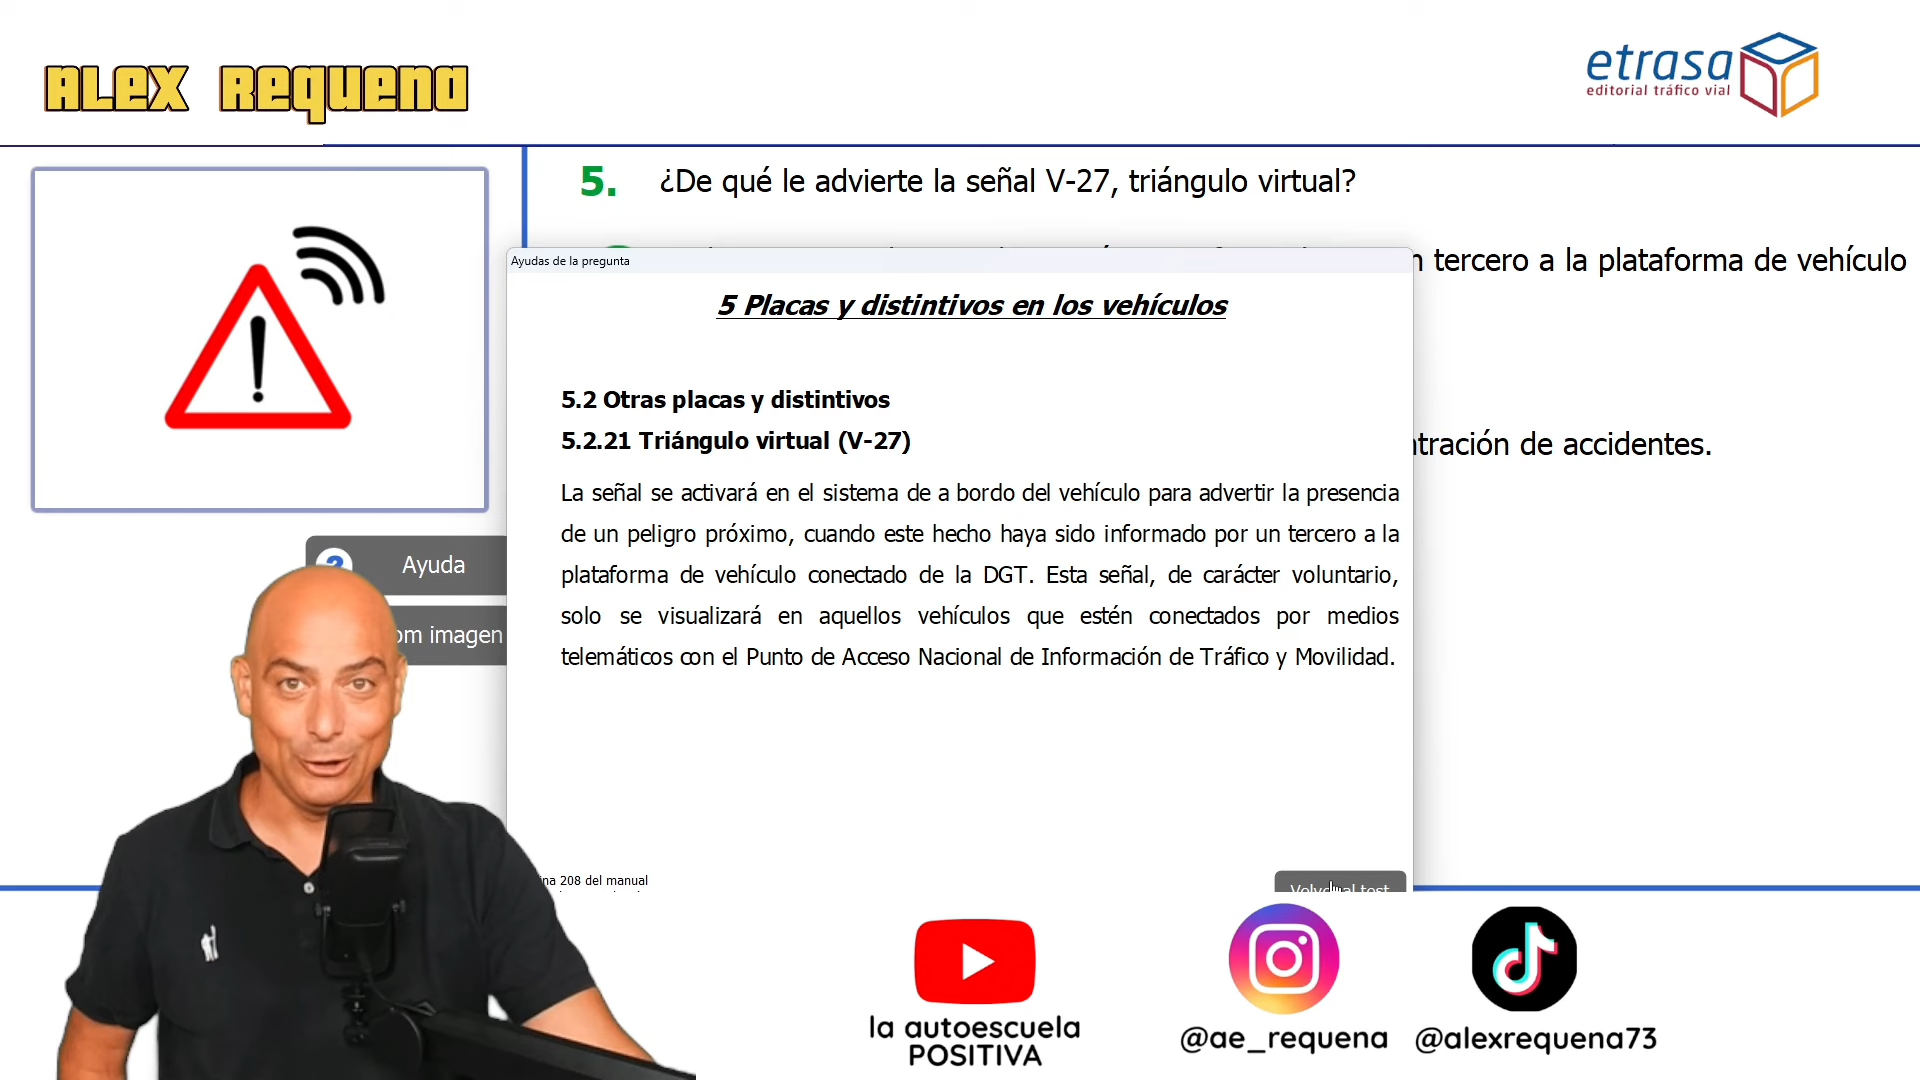 ALEX REQUENA
etrasa
editorial tráfico vial
5. ¿De qué le advierte la señal V-27, triángulo virtual?
tercero a la plataforma de vehículo
Ayudas de la pregunta
5 Placas y distintivos en los vehículos
5.2 Otras placas y distintivos
de accidentes.
5.2.21 Triángulo virtual (V-27)
La señal se activará en el sistema de a bordo del vehículo para advertir la presencia
de un peligro próximo, cuando este hecho haya sido informado por un tercero a la
plataforma de vehículo conectado de la DGT. Esta señal, de carácter voluntario,
solo se visualizará en aquellos vehículos que estén conectados por medios
telemáticos con el Punto de Acceso Nacional de Información de Tráfico y Movilidad.
Ayuda
imagen
208 del manual
Volver al test
la autoescuela
POSITIVA
@ae_requena
@alexrequena73